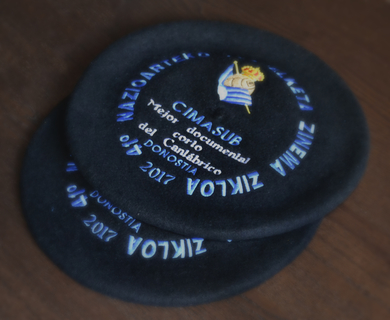 NAZIOARTEKO
ZINEMA
ZIKLOA
CIMASUB
Mejor documental
corto
del Cantábrico
DONOSTIA
2017
DONOSTIA
2017
ZIKLOA